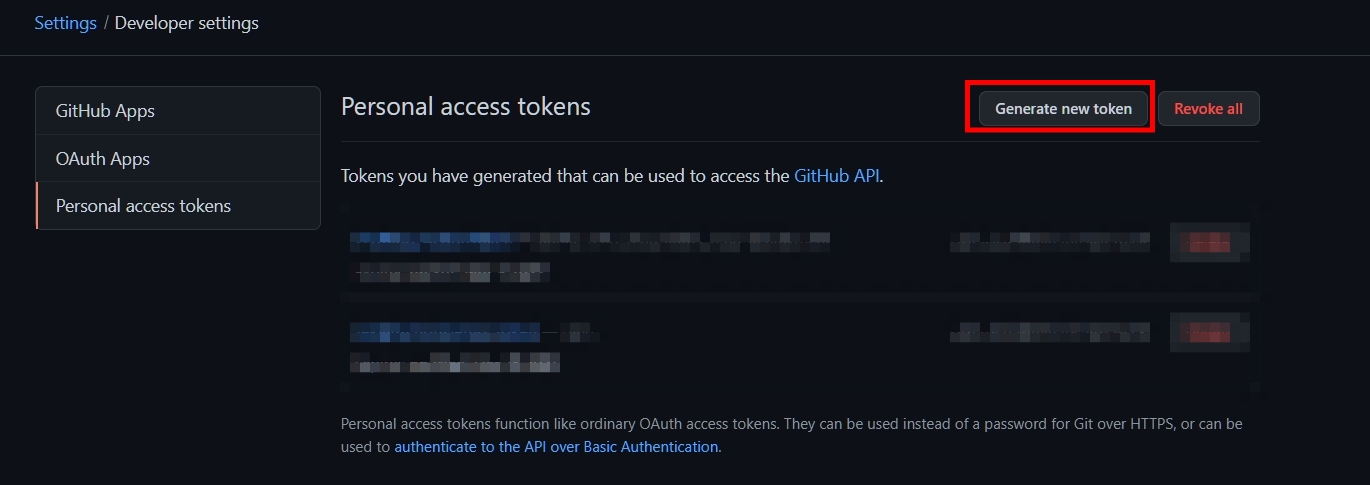 Settings / Developer settings
GitHub Apps
OAuth Apps
Personal access tokens
Personal access tokens
Generate new token
Revoke all
Tokens you have generated that can be used to access the GitHub API.
Personal access tokens function like ordinary OAuth access tokens. They can be used instead of a password for Git over HTTPS, or can be
used to authenticate to the API over Basic Authentication.